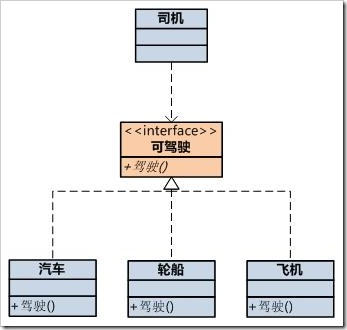 司机
<<interface>>
可驾驶
+驾驶()
汽车
轮船
飞机
+驾驶()
+驾驶()
+驾驶()